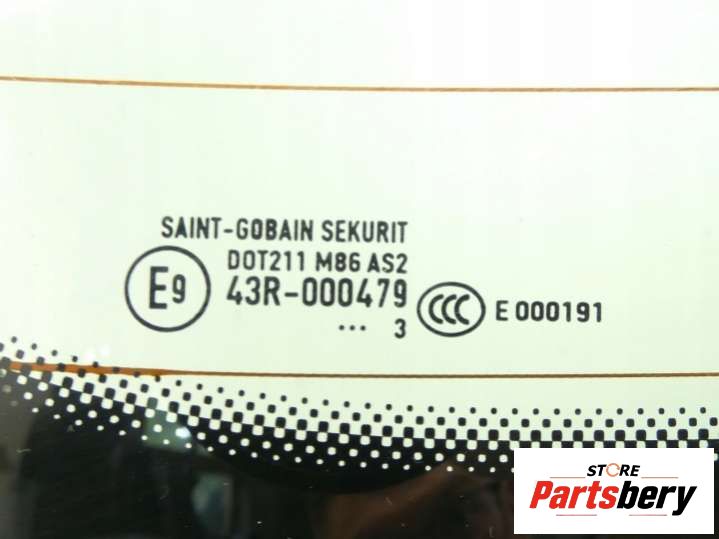 SAINT-GOBAIN SEKURIT
DOT211 M86 AS2
E9 43R-000479 CCC E 000191
... 3
STORE
Partsbery